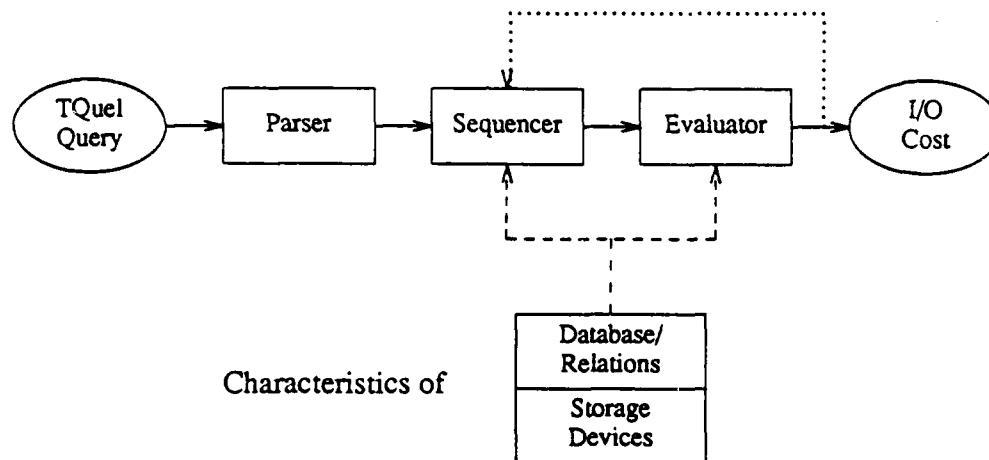 TQuel
Query
Parser
Sequencer
Evaluator
I/O
Cost
Characteristics of
Database/
Relations
Storage
Devices